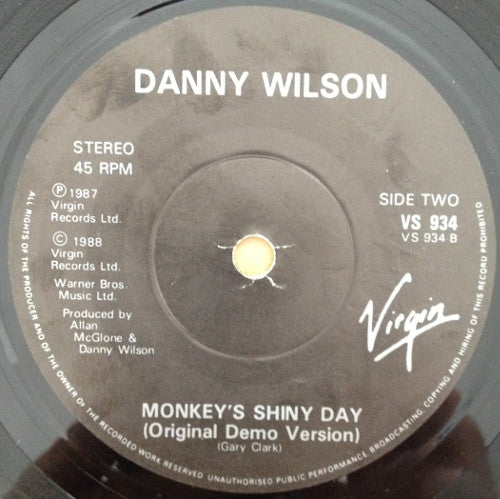 DANNY WILSON
STEREO
45 RPM
Ⓟ 1987
Virgin
Records Ltd.
© 1988
Virgin
Records Ltd.
Warner Bros.
Music Ltd.
Produced by
Allan
McGlone &
Danny Wilson
SIDE TWO
VS 934
VS 934 B
Virgin
MONKEY'S SHINY DAY
(Original Demo Version)
(Gary Clark)
ALL RIGHTS OF THE PRODUCER AND OF THE OWNER OF THE RECORDED WORK RESERVED UNAUTHORISED PUBLIC PERFORMANCE BROADCASTING, COPYING AND HIRING OF THIS RECORD PROHIBITED